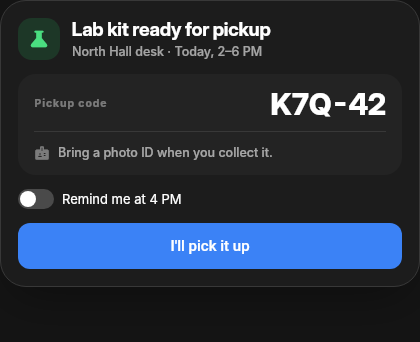 Lab kit ready for pickup
North Hall desk · Today, 2–6 PM
Pickup code
K7Q-42
Bring a photo ID when you collect it.
Remind me at 4 PM
I'll pick it up